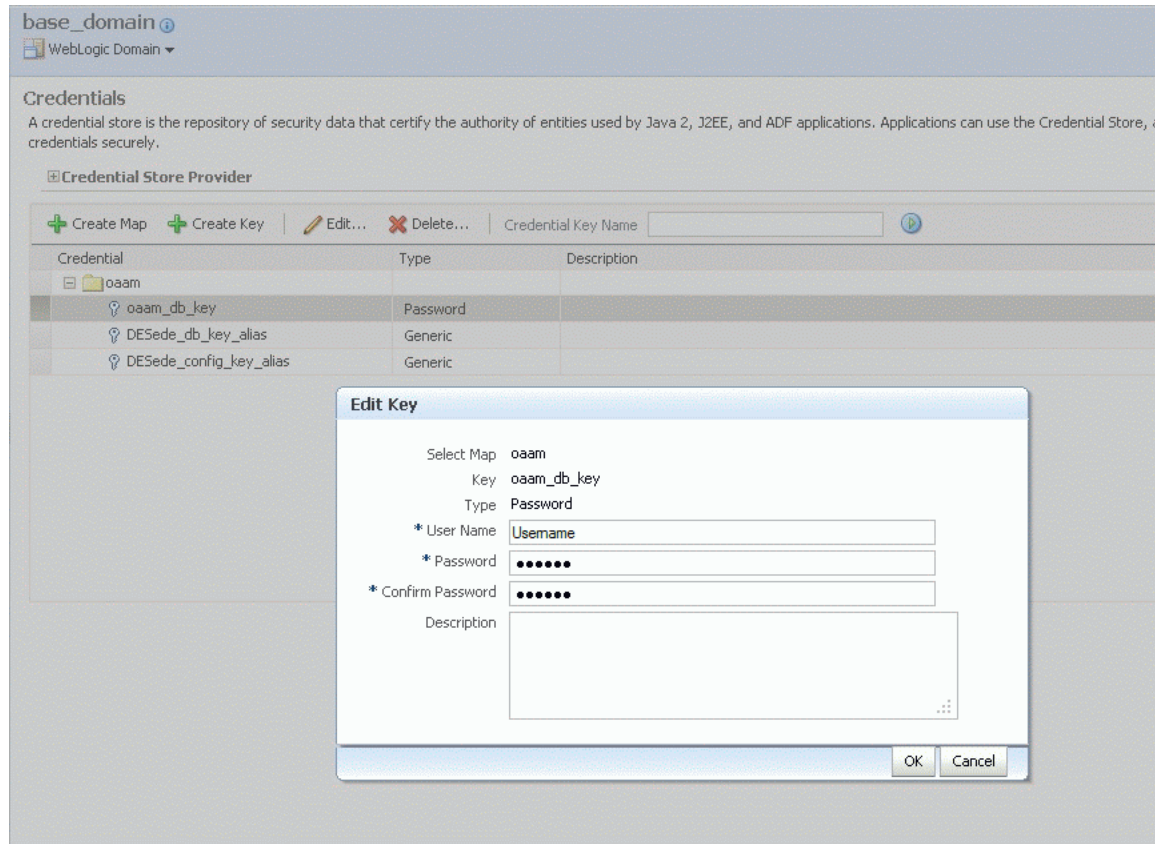 base_domain
WebLogic Domain
Credentials
A credential store is the repository of security data that certify the authority of entities used by Java 2, J2EE, and ADF applications. Applications can use the Credential Store, a
credentials securely.
Credential Store Provider
Create Map Create Key Edit... Delete... Credential Key Name
Credential Type Description
oaam
oaam_db_key Password
DESede_db_key_alias Generic
DESede_config_key_alias Generic
Edit Key
Select Map oaam
Key oaam_db_key
Type Password
* User Name Username
* Password ••••••
* Confirm Password ••••••
Description
OK Cancel